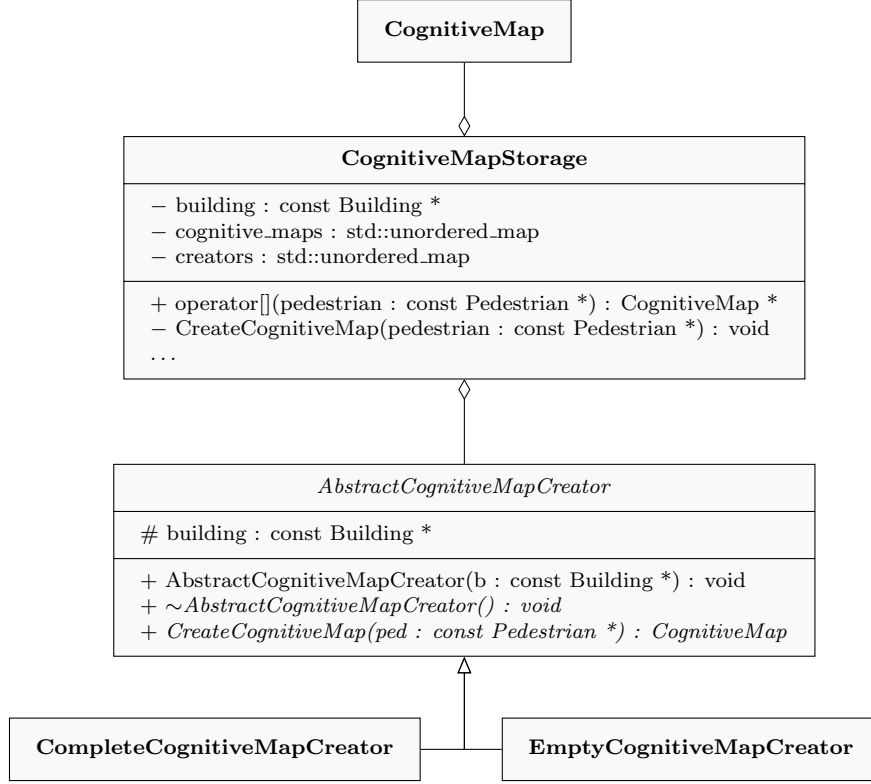 CognitiveMap
CognitiveMapStorage
− building : const Building *
− cognitive_maps : std::unordered_map
− creators : std::unordered_map
+ operator[](pedestrian : const Pedestrian *) : CognitiveMap *
− CreateCognitiveMap(pedestrian : const Pedestrian *) : void
...
AbstractCognitiveMapCreator
# building : const Building *
+ AbstractCognitiveMapCreator(b : const Building *) : void
+ ∼AbstractCognitiveMapCreator() : void
+ CreateCognitiveMap(ped : const Pedestrian *) : CognitiveMap
CompleteCognitiveMapCreator
EmptyCognitiveMapCreator